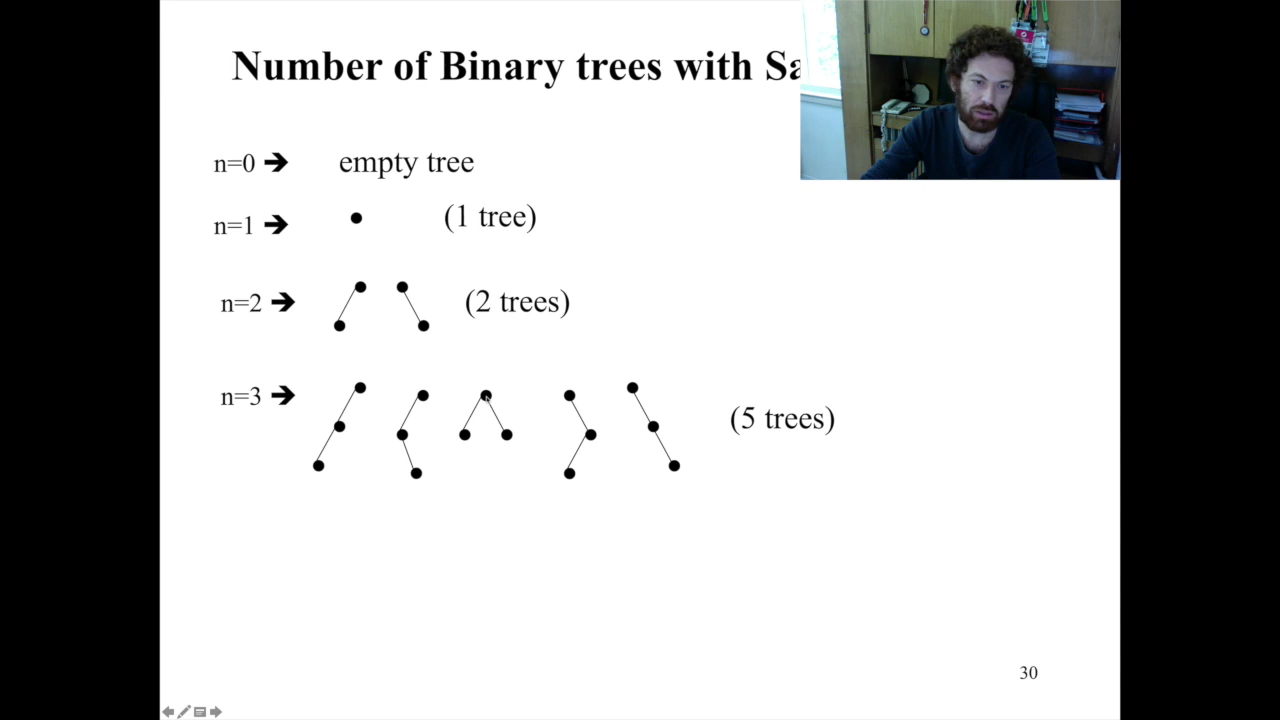 Number of Binary trees with Sa
n=0 ➔ empty tree
n=1 ➔ (1 tree)
n=2 ➔ (2 trees)
n=3 ➔ (5 trees)
30